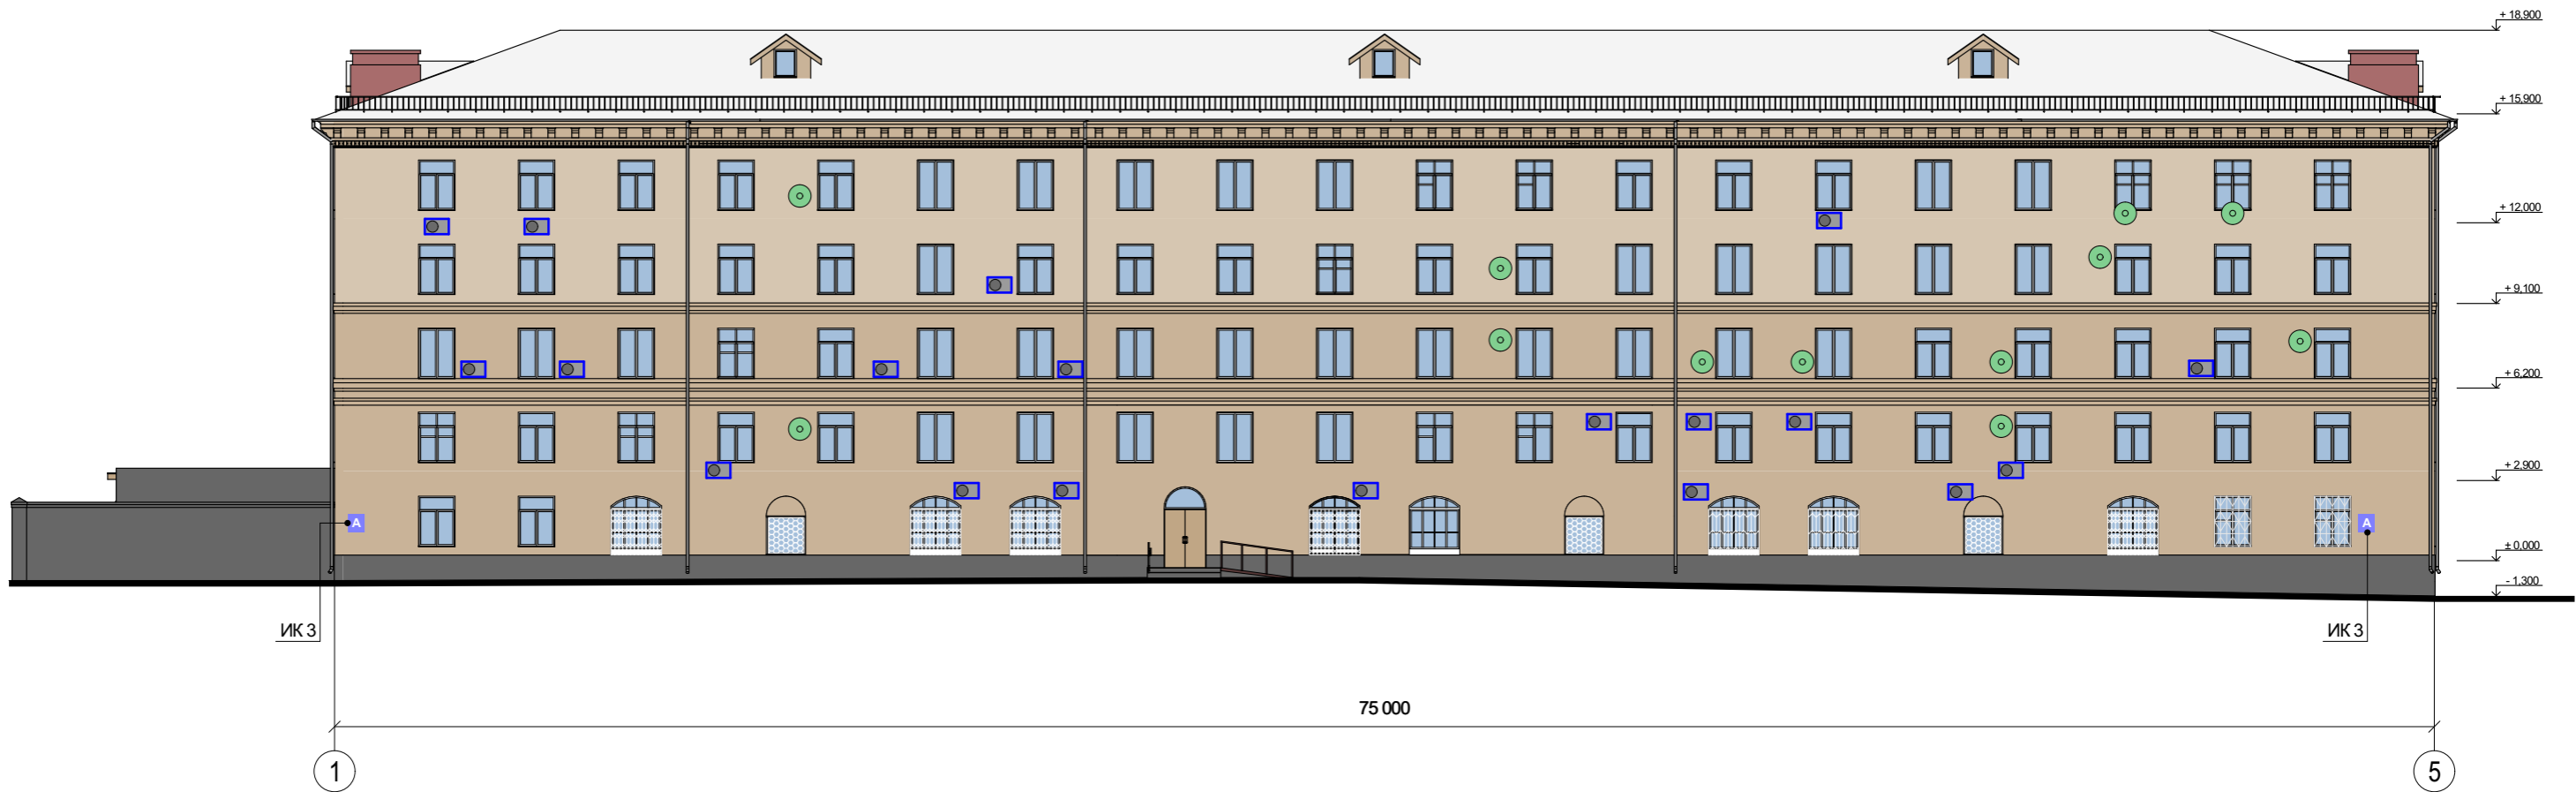 + 18,900
+ 15,900
+ 12,000
+ 9,100
+ 6,200
+ 2,900
A
A
± 0,000
- 1,300
ИК 3
ИК 3
75 000
1
5